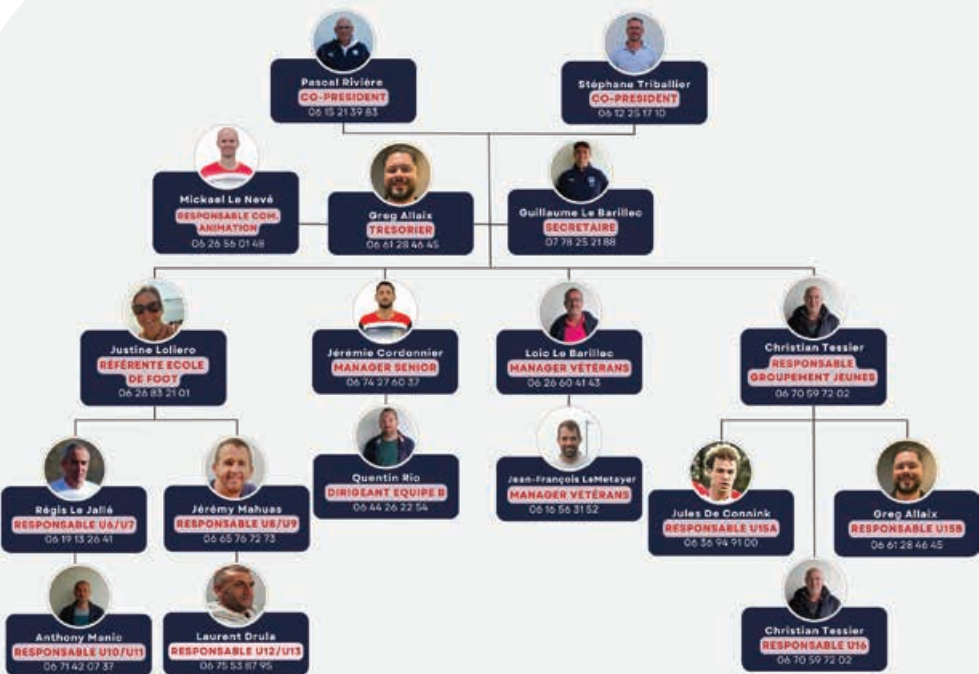 Pascal Rivière
CO-PRESIDENT
06 15 21 39 83
Stéphane Triballier
CO-PRESIDENT
06 12 25 17 10
Mickael Le Nevé
RESPONSABLE COM.
ANIMATION
06 26 56 01 48
Greg Allaix
TRESORIER
06 61 28 46 45
Guillaume Le Barillec
SECRETAIRE
07 78 25 21 88
Justine Loliero
RÉFÉRENTE ECOLE
DE FOOT
06 26 83 21 01
Jérémie Cordonnier
MANAGER SENIOR
06 74 27 60 37
Loic Le Barillec
MANAGER VÉTÉRANS
06 26 60 41 43
Christian Tessier
RESPONSABLE
GROUPEMENT JEUNES
06 70 59 72 02
Régis Le Jallé
RESPONSABLE U6/U7
06 19 13 26 41
Jérémy Mahuas
RESPONSABLE U8/U9
06 65 76 72 73
Quentin Rio
DIRIGEANT EQUIPE B
06 44 26 22 54
Jean-François LeMetayer
MANAGER VÉTÉRANS
06 16 56 31 52
Jules De Connink
RESPONSABLE U15A
06 36 94 91 00
Greg Allaix
RESPONSABLE U15B
06 61 28 46 45
Anthony Manic
RESPONSABLE U10/U11
06 71 42 07 37
Laurent Drula
RESPONSABLE U12/U13
06 75 53 87 95
Christian Tessier
RESPONSABLE U16
06 70 59 72 02